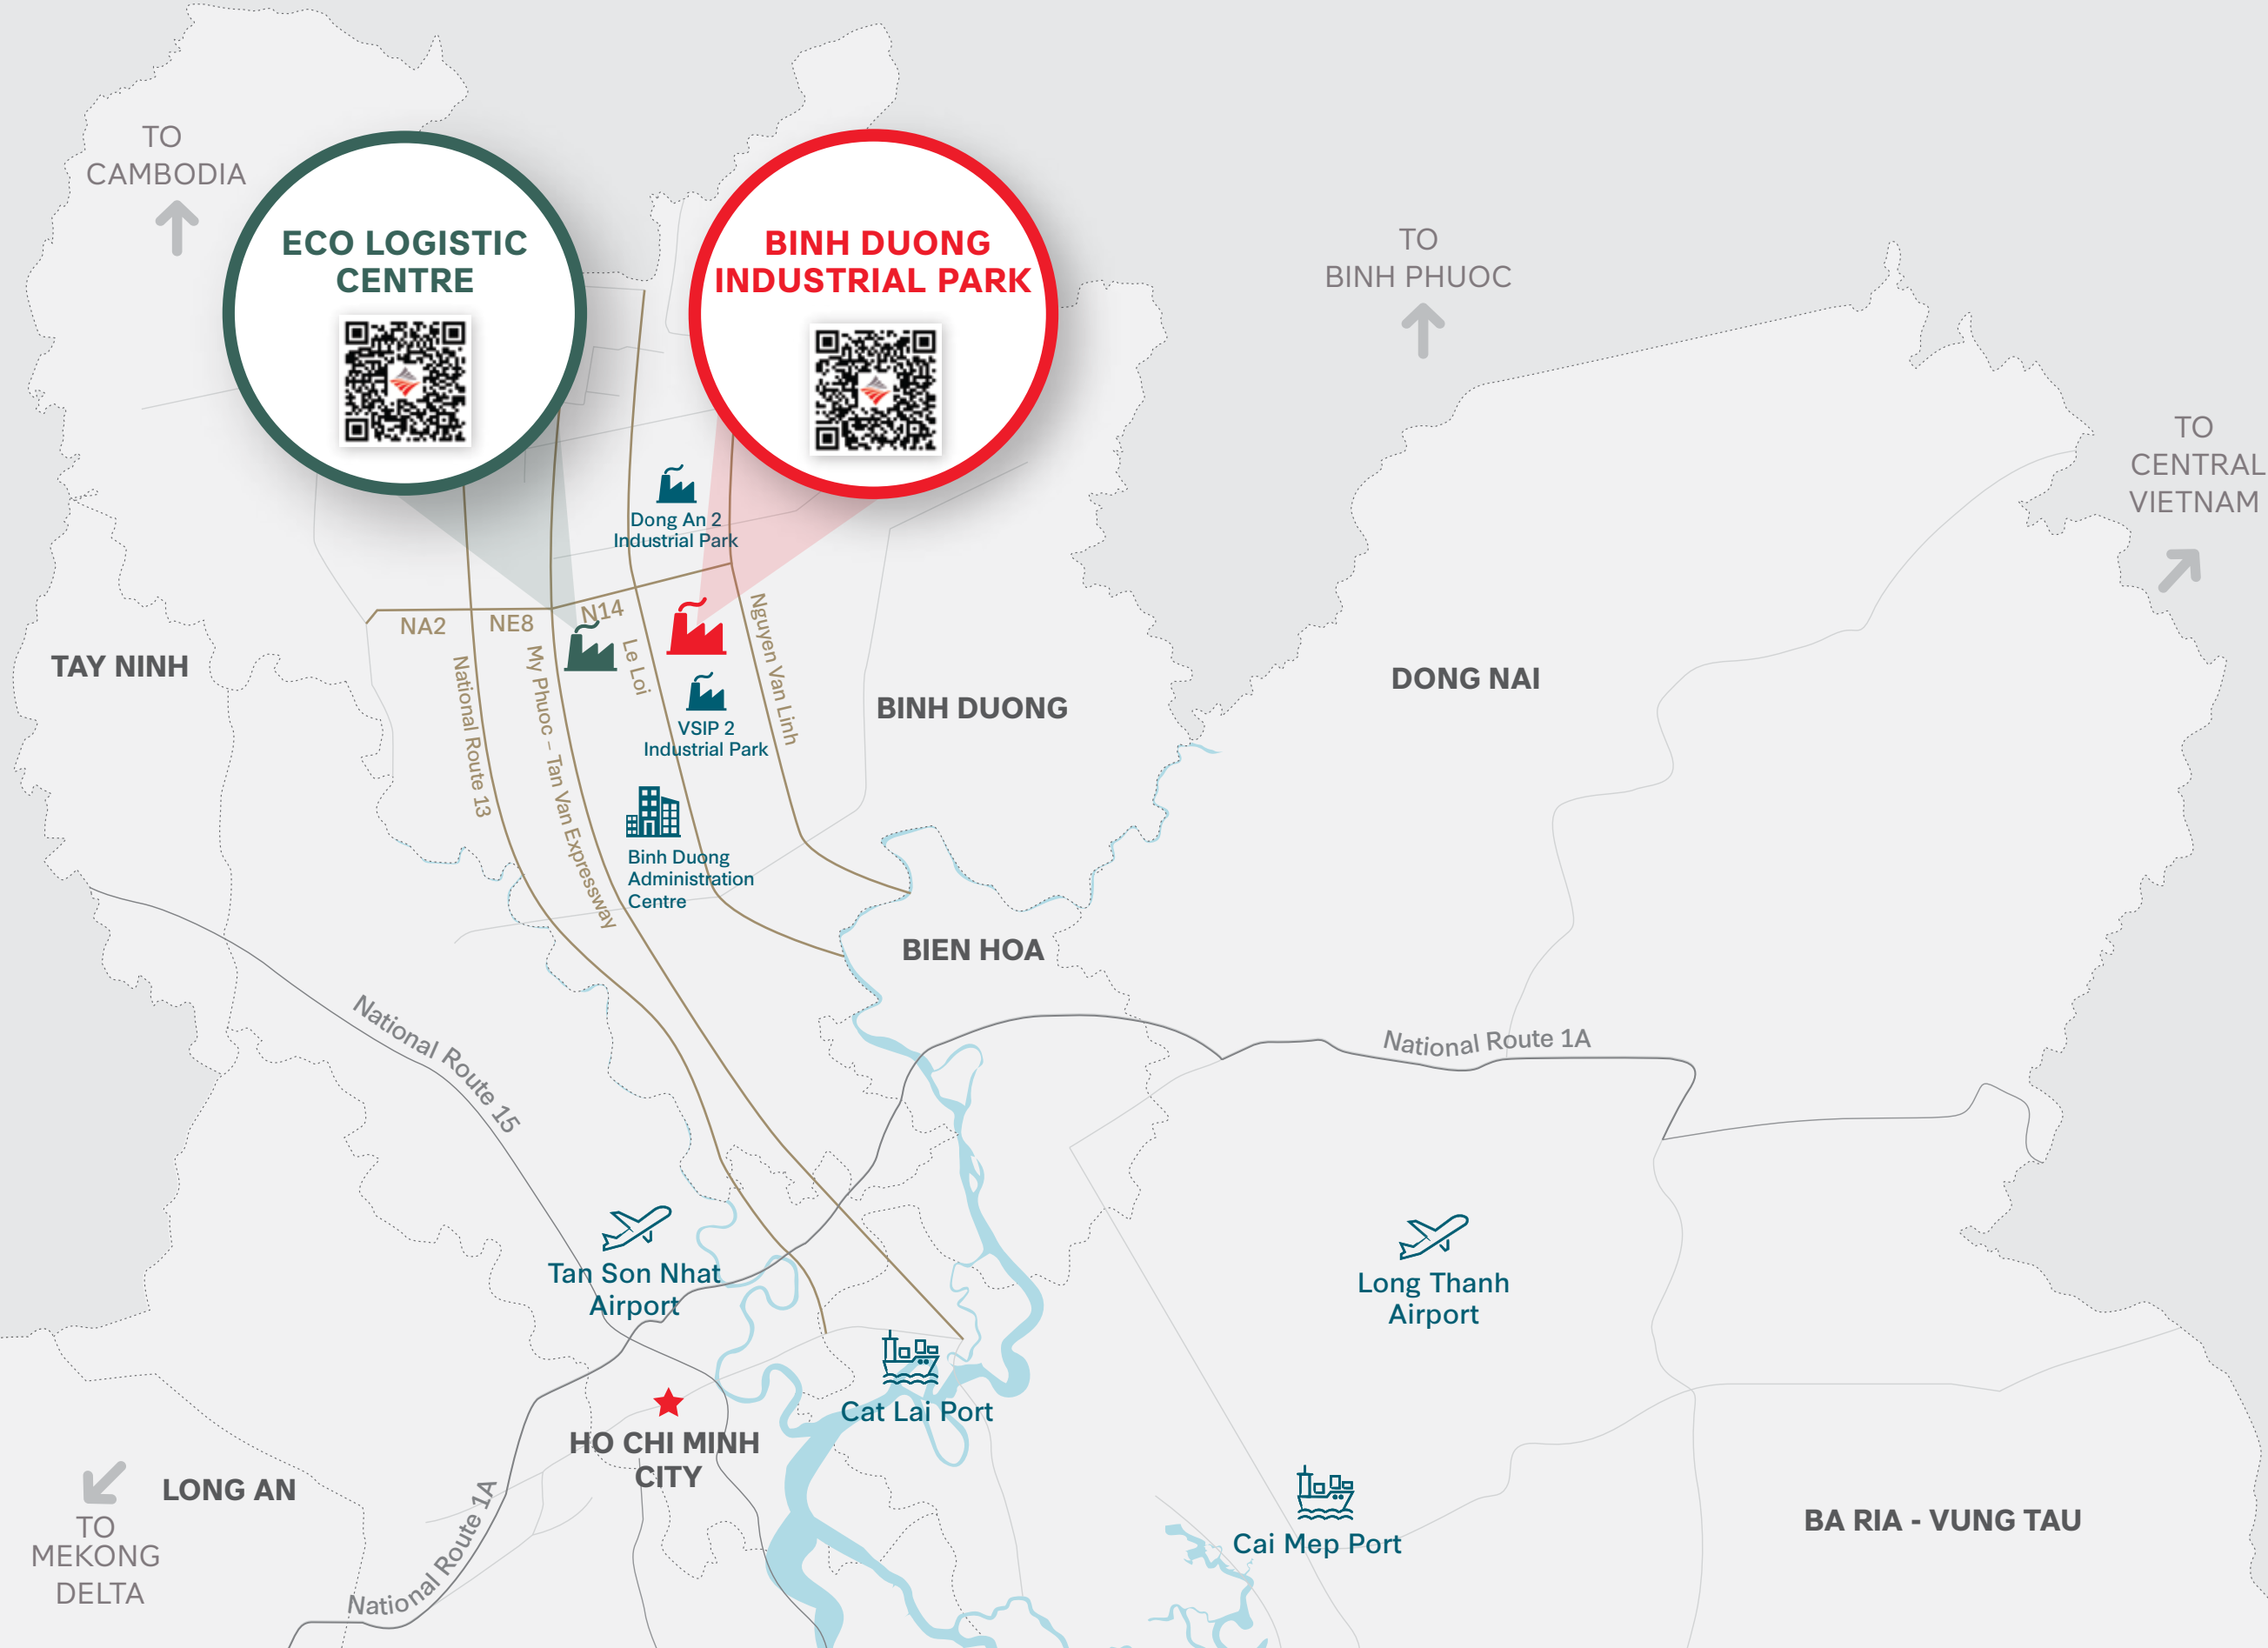 TO
CAMBODIA
ECO LOGISTIC
CENTRE
BINH DUONG
INDUSTRIAL PARK
TO
BINH PHUOC
TO
CENTRAL
VIETNAM
Dong An 2
Industrial Park
NA2
NE8
N14
National Route 13
My Phuoc – Tan Van Expressway
Le Loi
Nguyen Van Linh
TAY NINH
VSIP 2
Industrial Park
BINH DUONG
DONG NAI
Binh Duong
Administration
Centre
BIEN HOA
National Route 15
National Route 1A
Tan Son Nhat
Airport
Long Thanh
Airport
Cat Lai Port
HO CHI MINH
CITY
LONG AN
TO
MEKONG
DELTA
National Route 1A
Cai Mep Port
BA RIA - VUNG TAU